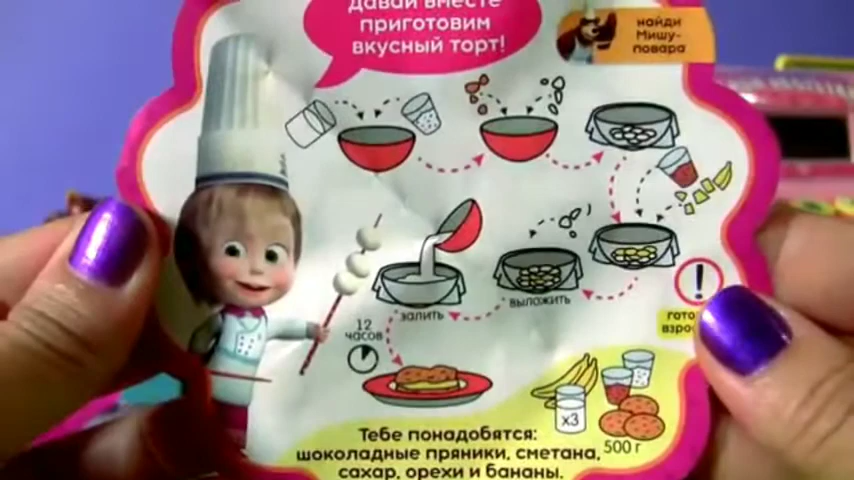 Давай вместе
приготовим
вкусный торт!
найди
Мишу-
повара
залить
выложить
12
часов
x3
500 г
Тебе понадобятся:
шоколадные пряники, сметана,
сахар, орехи и бананы.